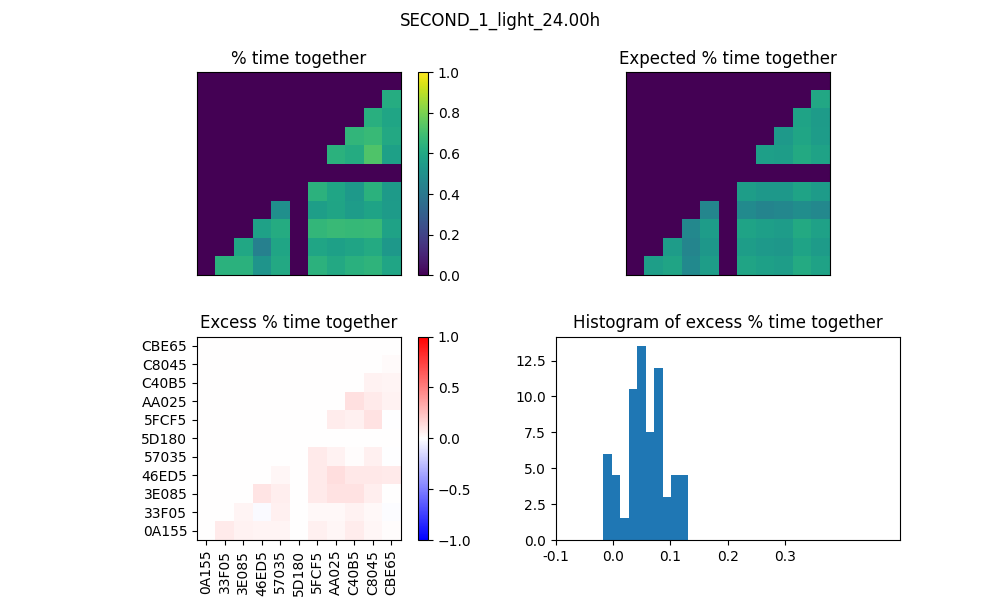 SECOND_1_light_24.00h
% time together
Expected % time together
1.0
0.8
0.6
0.4
0.2
0.0
Excess % time together
Histogram of excess % time together
CBE65
C8045
C40B5
AA025
5FCF5
5D180
57035
46ED5
3E085
33F05
0A155
0A155
33F05
3E085
46ED5
57035
5D180
5FCF5
AA025
C40B5
C8045
CBE65
1.0
0.5
0.0
−0.5
−1.0
12.5
10.0
7.5
5.0
2.5
0.0
-0.1
0.0
0.2
0.3